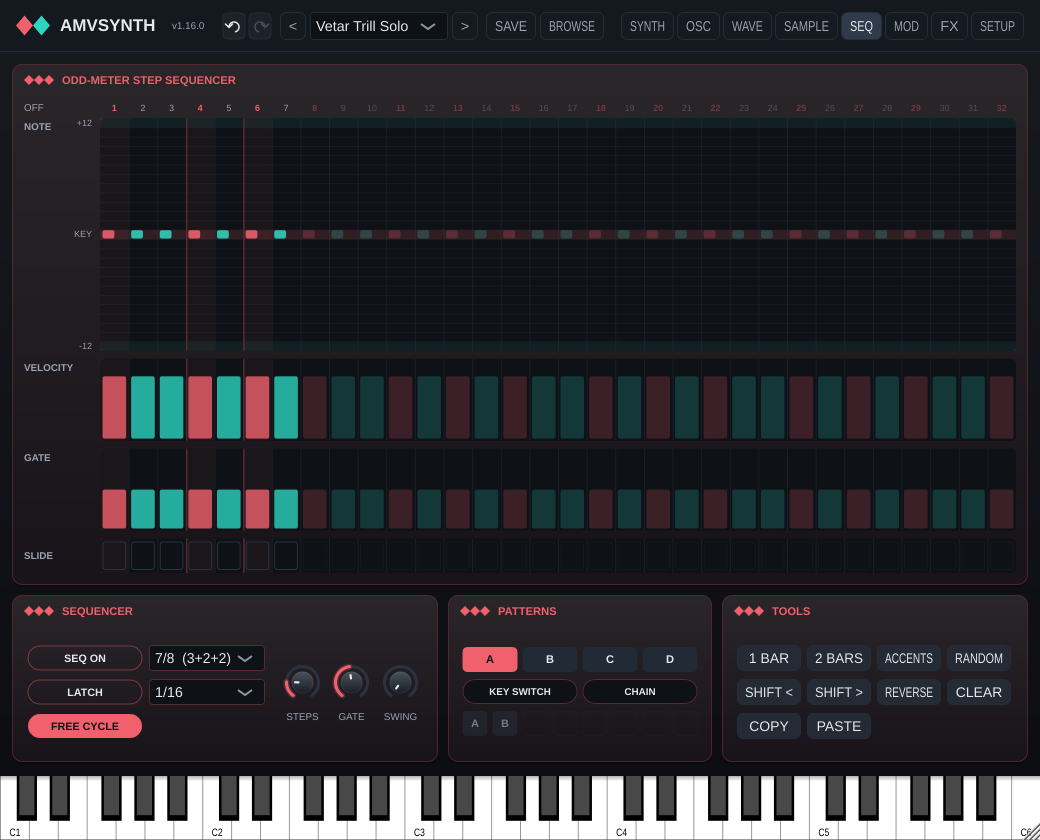 AMVSYNTH v1.16.0 < Vetar Trill Solo > SAVE BROWSE SYNTH OSC WAVE SAMPLE SEQ MOD FX SETUP
ODD-METER STEP SEQUENCER
OFF 1 2 3 4 5 6 7 8 9 10 11 12 13 14 15 16 17 18 19 20 21 22 23 24 25 26 27 28 29 30 31 32
NOTE +12
KEY
-12
VELOCITY
GATE
SLIDE
SEQUENCER
SEQ ON 7/8 (3+2+2)
LATCH 1/16
FREE CYCLE
STEPS GATE SWING
PATTERNS
A B C D
KEY SWITCH CHAIN
A B
TOOLS
1 BAR 2 BARS ACCENTS RANDOM
SHIFT < SHIFT > REVERSE CLEAR
COPY PASTE
C1 C2 C3 C4 C5 C6